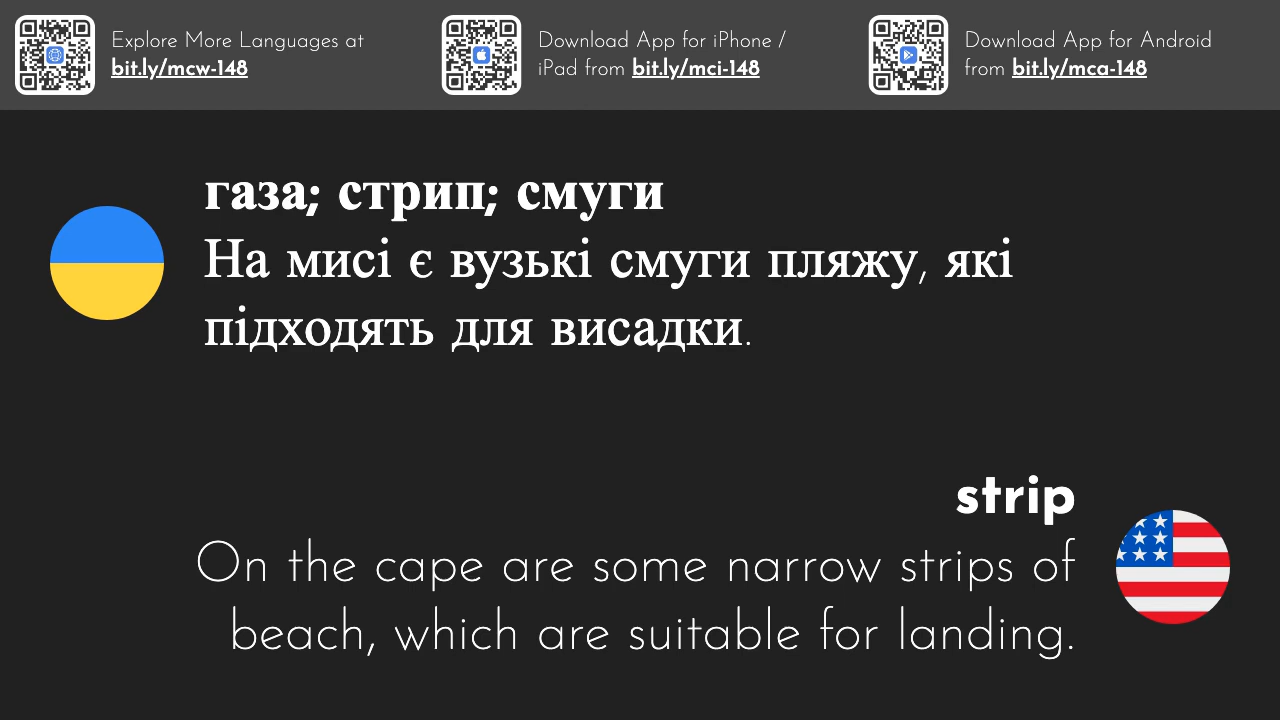 Explore More Languages at
bit.ly/mcw-148
Download App for iPhone /
iPad from bit.ly/mci-148
Download App for Android
from bit.ly/mca-148
газа; стрип; смуги
На мисі є вузькі смуги пляжу, які
підходять для висадки.
strip
On the cape are some narrow strips of
beach, which are suitable for landing.